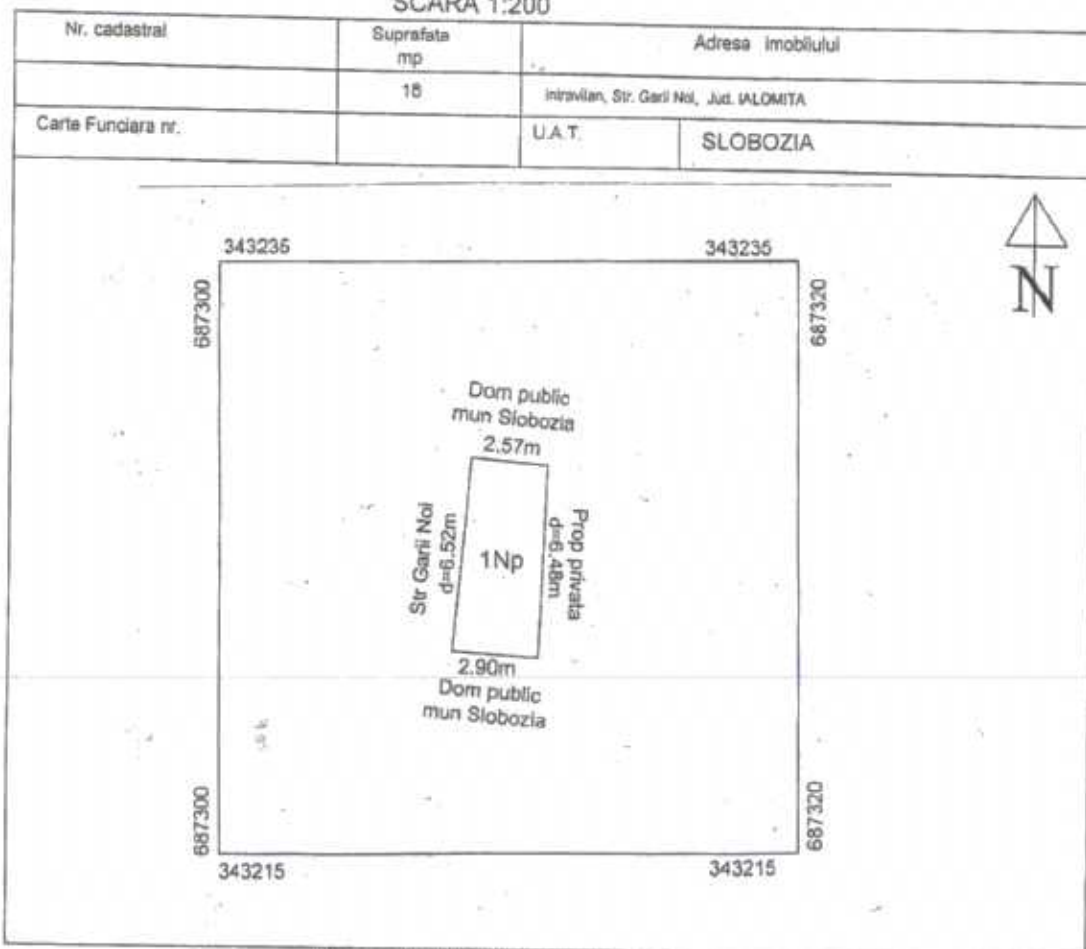 SCARA 1:200
Nr. cadastral
Suprafata
mp
Adresa imobilului
18
intravilan, Str. Garii Noi, Jud. IALOMITA
Carte Funciara nr.
U.A.T.
SLOBOZIA
343235
343235
687300
687320
N
Dom public
mun Slobozia
2.57m
Str Garii Noi
d=6.52m
1Np
Prop privata
d=6.48m
2.90m
Dom public
mun Slobozia
687300
687320
343215
343215